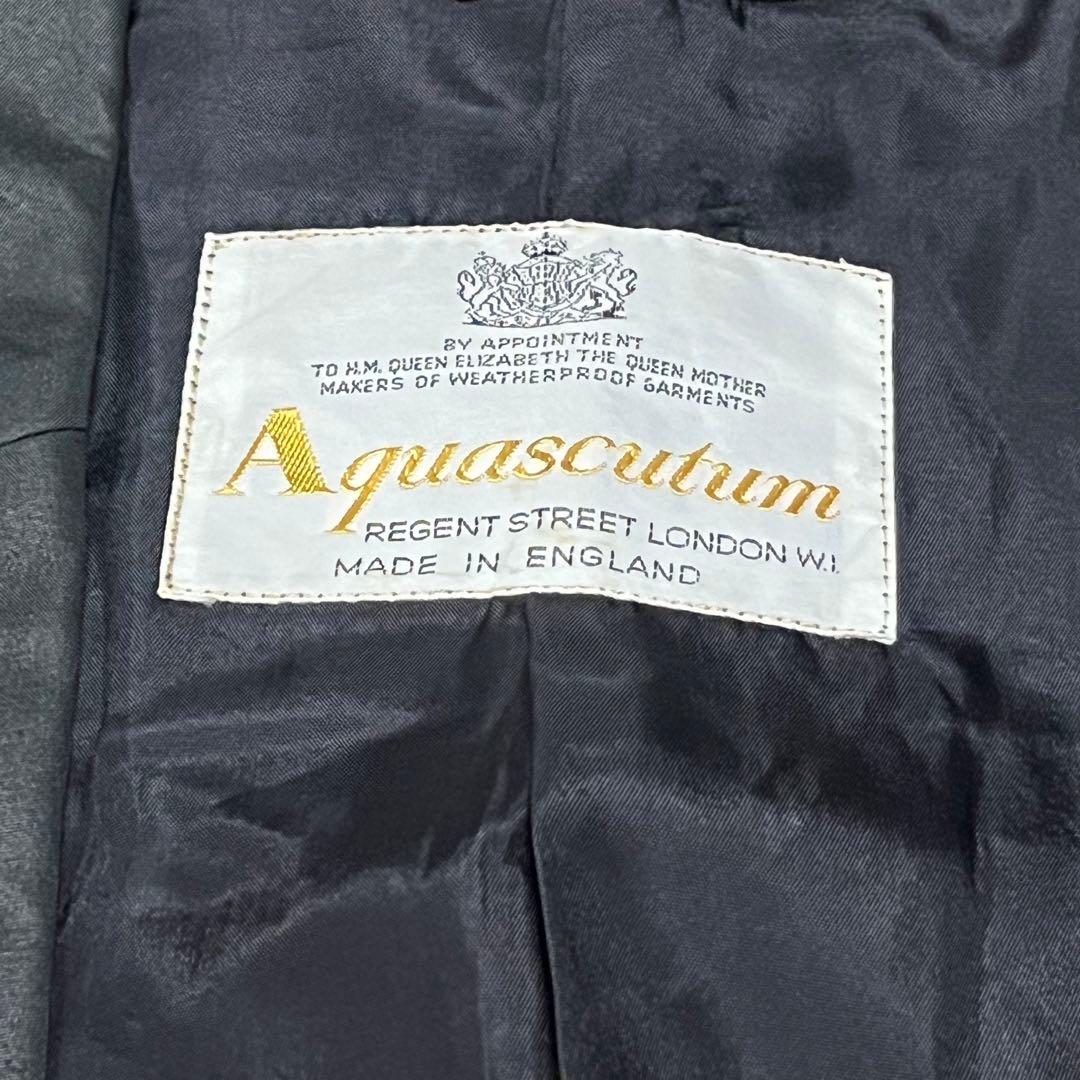 BY APPOINTMENT
TO H.M. QUEEN ELIZABETH THE QUEEN MOTHER
MAKERS OF WEATHERPROOF GARMENTS
Aquascutum
REGENT STREET LONDON W.I.
MADE IN ENGLAND